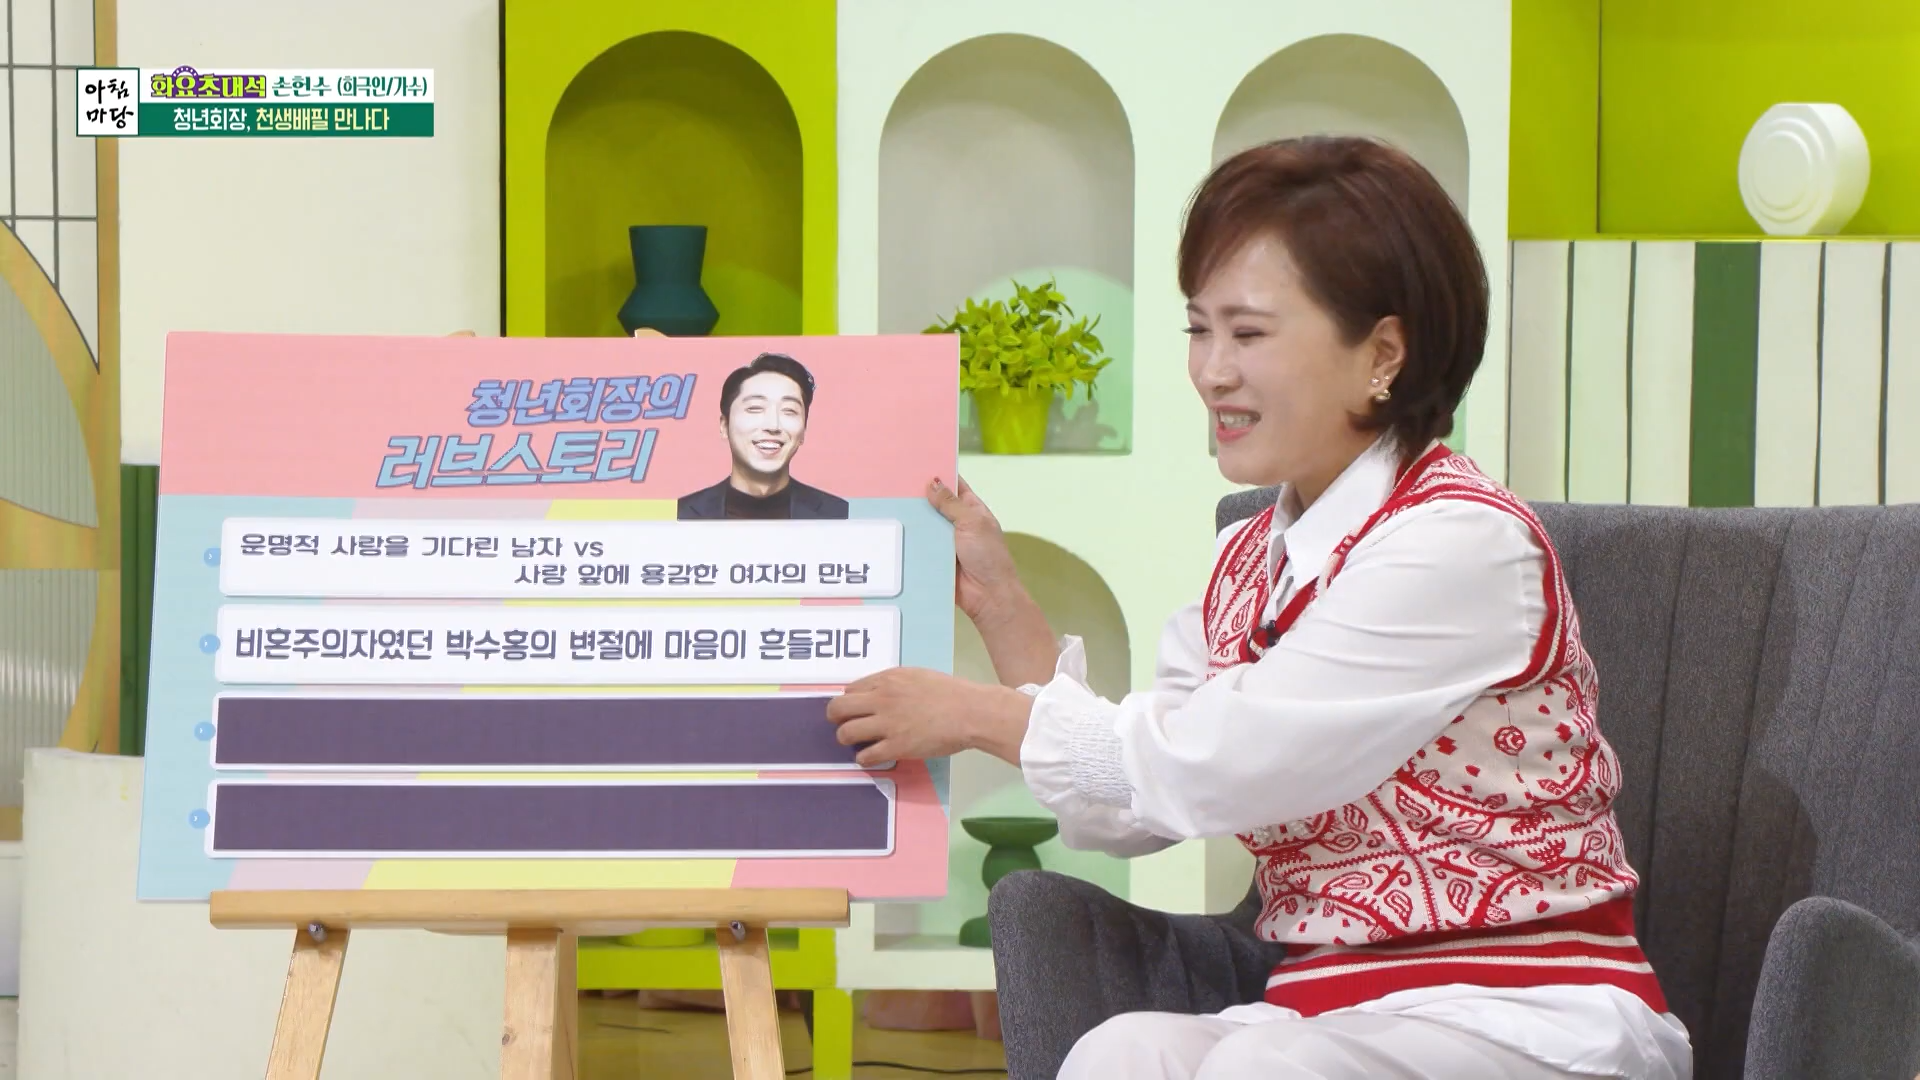 아침
마당
화요초대석 손헌수 (희극인/가수)
청년회장, 천생배필 만나다
청년회장의
러브스토리
운명적 사랑을 기다린 남자 vs
사랑 앞에 용감한 여자의 만남
비혼주의자였던 박수홍의 변절에 마음이 흔들리다